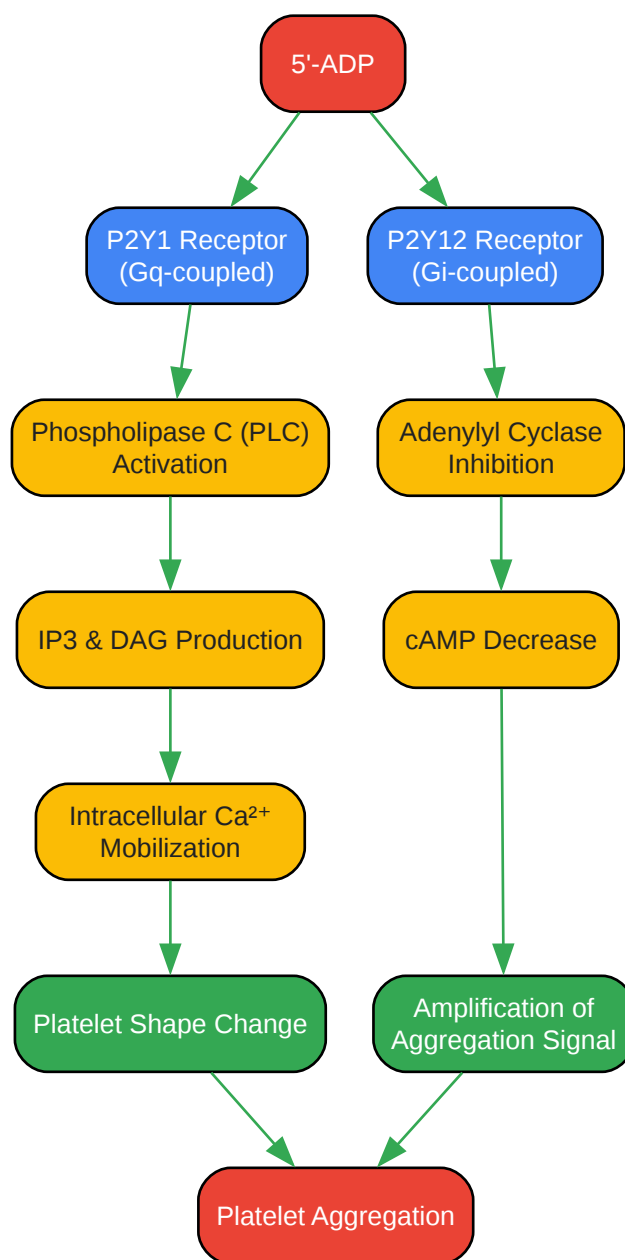 5'-ADP
P2Y1 Receptor
(Gq-coupled)
P2Y12 Receptor
(Gi-coupled)
Phospholipase C (PLC)
Activation
Adenylyl Cyclase
Inhibition
IP3 & DAG Production
cAMP Decrease
Intracellular Ca²⁺
Mobilization
Platelet Shape Change
Amplification of
Aggregation Signal
Platelet Aggregation